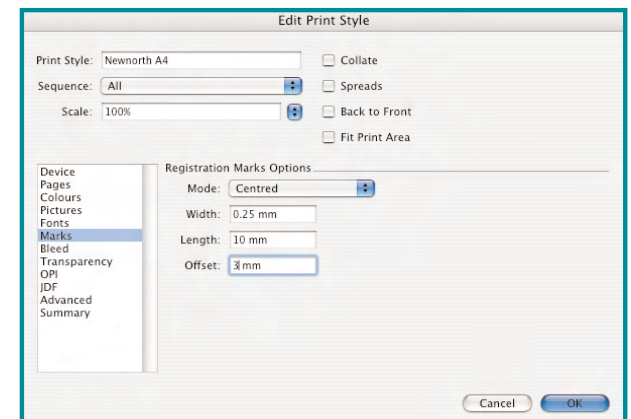 Edit Print Style
Print Style: Newnorth A4
Collate
Sequence: All
Spreads
Scale: 100%
Back to Front
Fit Print Area
Device
Pages
Colours
Pictures
Fonts
Marks
Bleed
Transparency
OPI
JDF
Advanced
Summary
Registration Marks Options
Mode: Centred
Width: 0.25 mm
Length: 10 mm
Offset: 3 mm
Cancel
OK